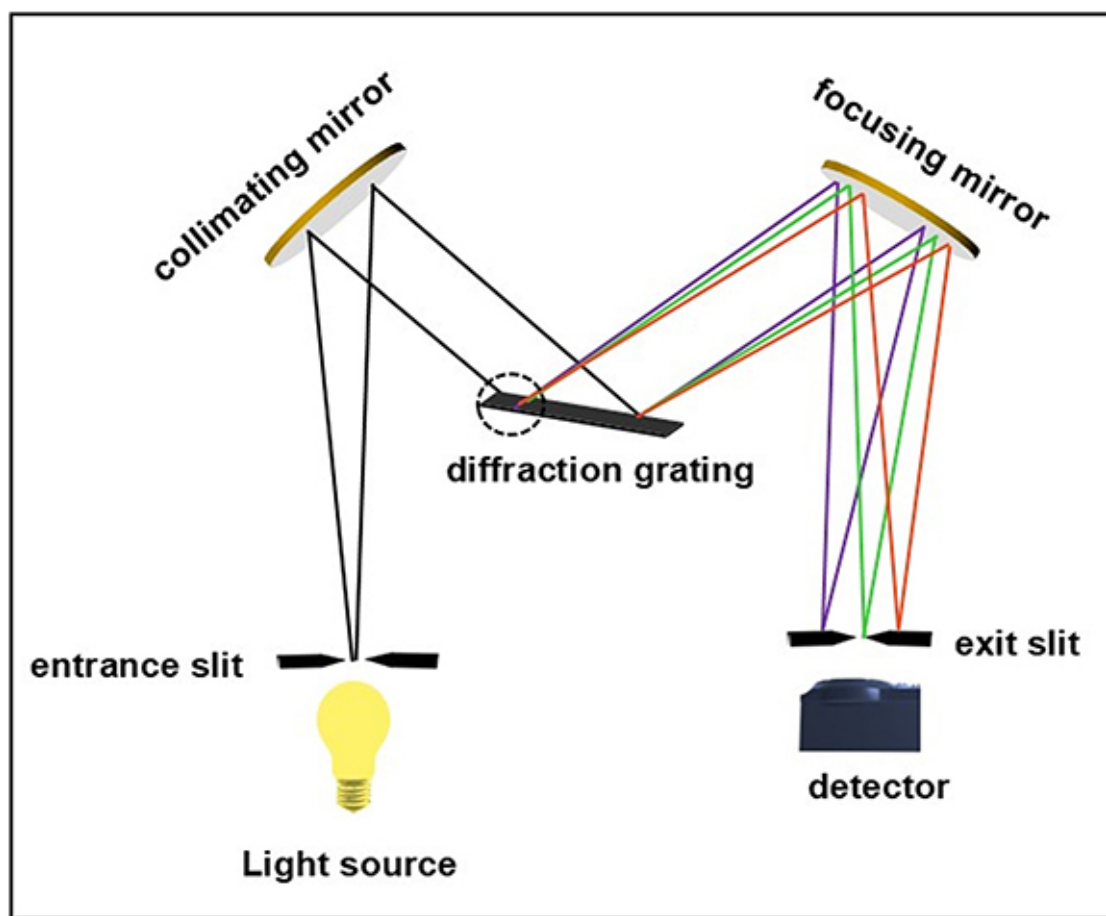 collimating mirror
focusing mirror
diffraction grating
entrance slit
exit slit
detector
Light source